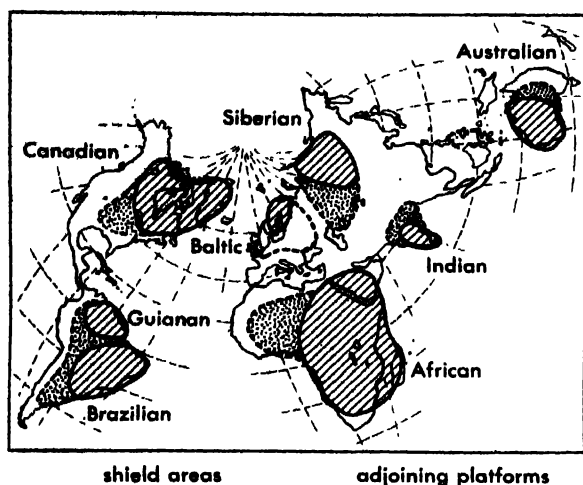 Australian
Siberian
Canadian
Baltic
Indian
Guianan
African
Brazilian
shield areas adjoining platforms